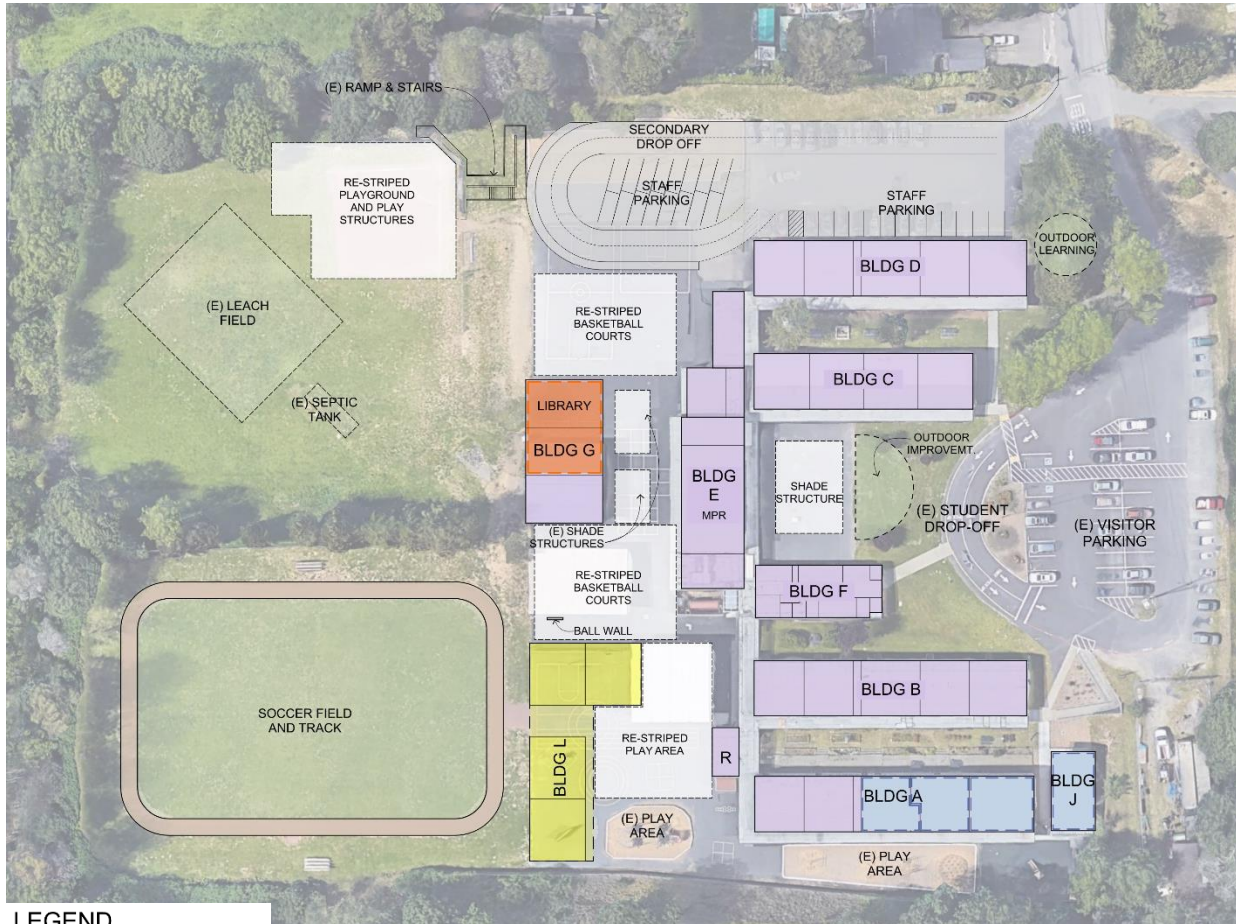 (E) RAMP & STAIRS
SECONDARY
DROP OFF
STAFF
PARKING
STAFF
PARKING
RE-STRIPED
PLAYGROUND
AND PLAY
STRUCTURES
OUTDOOR
LEARNING
BLDG D
(E) LEACH
FIELD
RE-STRIPED
BASKETBALL
COURTS
BLDG C
(E) SEPTIC
TANK
LIBRARY
BLDG G
OUTDOOR
IMPROVEMT.
BLDG
E
MPR
SHADE
STRUCTURE
(E) STUDENT
DROP-OFF
(E) VISITOR
PARKING
(E) SHADE
STRUCTURES
RE-STRIPED
BASKETBALL
COURTS
BLDG F
BALL WALL
BLDG B
SOCCER FIELD
AND TRACK
RE-STRIPED
PLAY AREA
BLDG L
R
BLDG A
BLDG
J
(E) PLAY
AREA
(E) PLAY
AREA
LEGEND